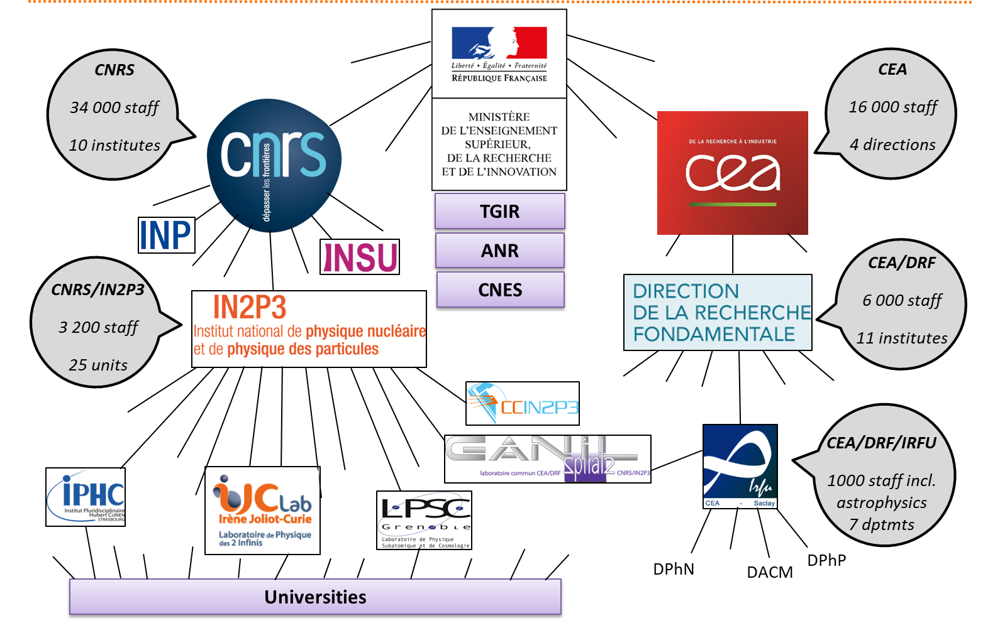 Liberté • Égalité • Fraternité
RÉPUBLIQUE FRANÇAISE
MINISTÈRE
DE L'ENSEIGNEMENT
SUPÉRIEUR,
DE LA RECHERCHE
ET DE L'INNOVATION
TGIR
ANR
CNES
CNRS
34 000 staff
10 institutes
cnrs
dépasser les frontières
INP
INSU
CNRS/IN2P3
3 200 staff
25 units
IN2P3
Institut national de physique nucléaire
et de physique des particules
CEA
16 000 staff
4 directions
DE LA RECHERCHE À L'INDUSTRIE
cea
CEA/DRF
6 000 staff
11 institutes
DIRECTION
DE LA RECHERCHE
FONDAMENTALE
CCIN2P3
GANIL
laboratoire commun CEA/DRF spiral2 CNRS/IN2P3
iPHC
Institut Pluridisciplinaire
Hubert CURIEN
STRASBOURG
iJCLab
Irène Joliot-Curie
Laboratoire de Physique
des 2 Infinis
LPSC
Grenoble
Laboratoire de Physique
Subatomique et de Cosmologie
Irfu
CEA - Saclay
CEA/DRF/IRFU
1000 staff incl.
astrophysics
7 dptmts
DPhN
DACM
DPhP
Universities